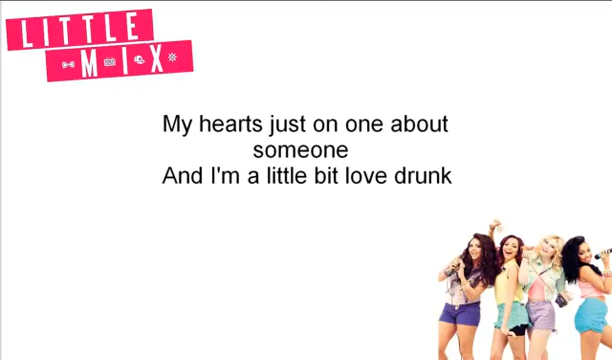 LITTLE
MIX
My hearts just on one about
someone
And I'm a little bit love drunk